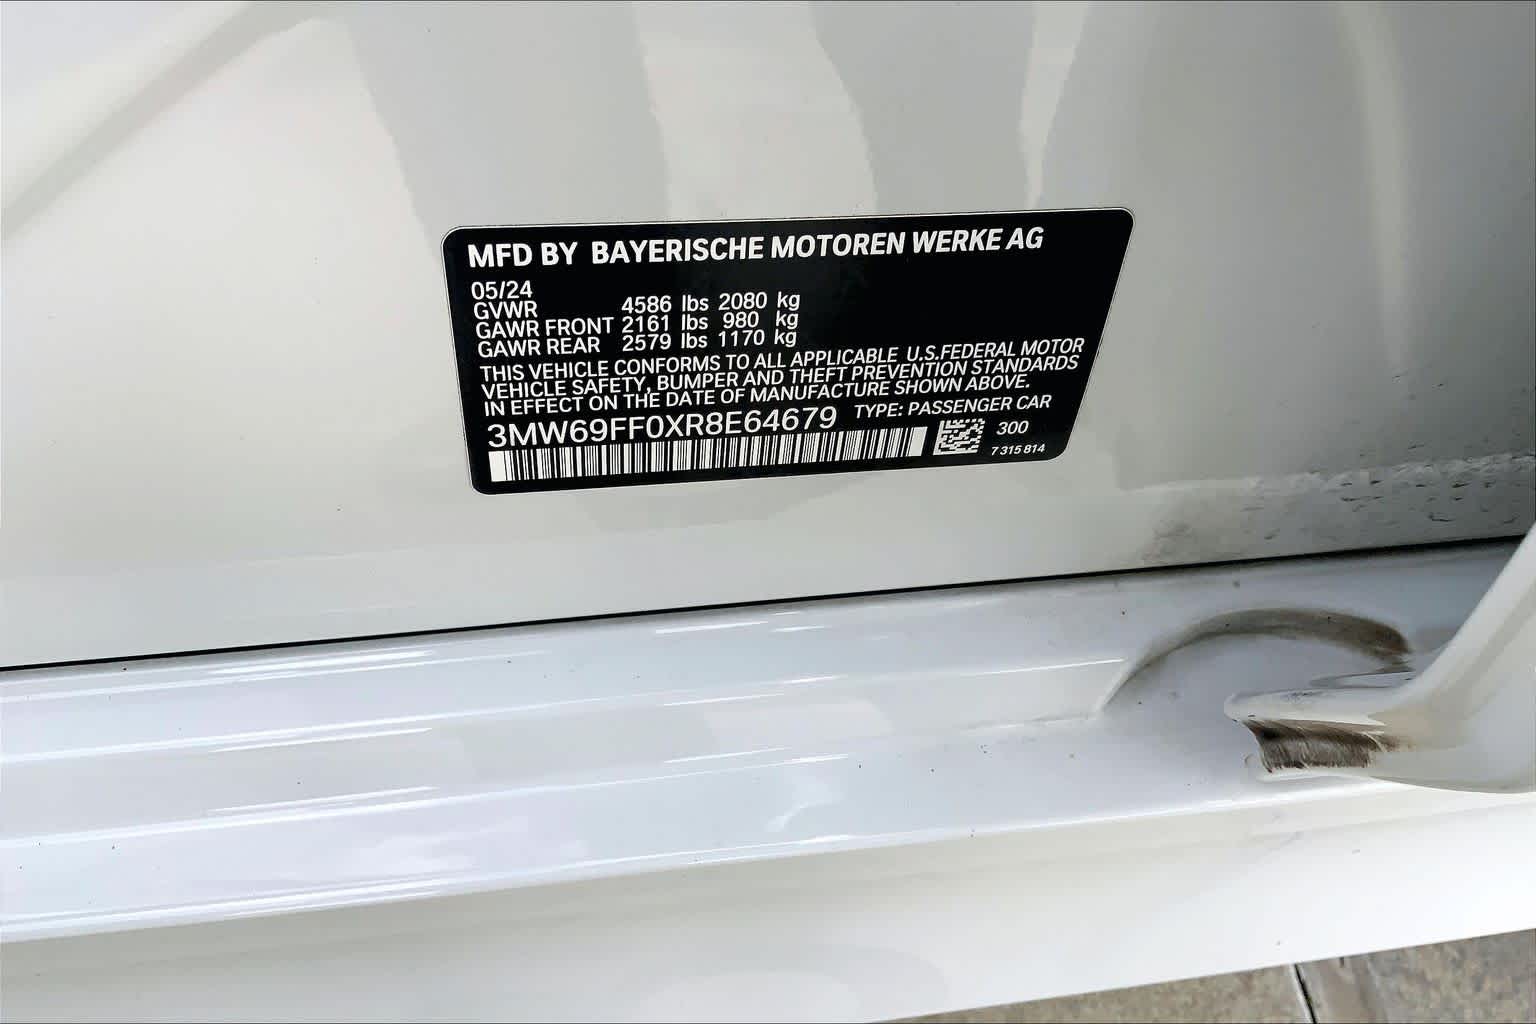 MFD BY BAYERISCHE MOTOREN WERKE AG
05/24
GVWR 4586 lbs 2080 kg
GAWR FRONT 2161 lbs 980 kg
GAWR REAR 2579 lbs 1170 kg
THIS VEHICLE CONFORMS TO ALL APPLICABLE U.S.FEDERAL MOTOR
VEHICLE SAFETY, BUMPER AND THEFT PREVENTION STANDARDS
IN EFFECT ON THE DATE OF MANUFACTURE SHOWN ABOVE.
3MW69FF0XR8E64679 TYPE: PASSENGER CAR
300
7 315 814